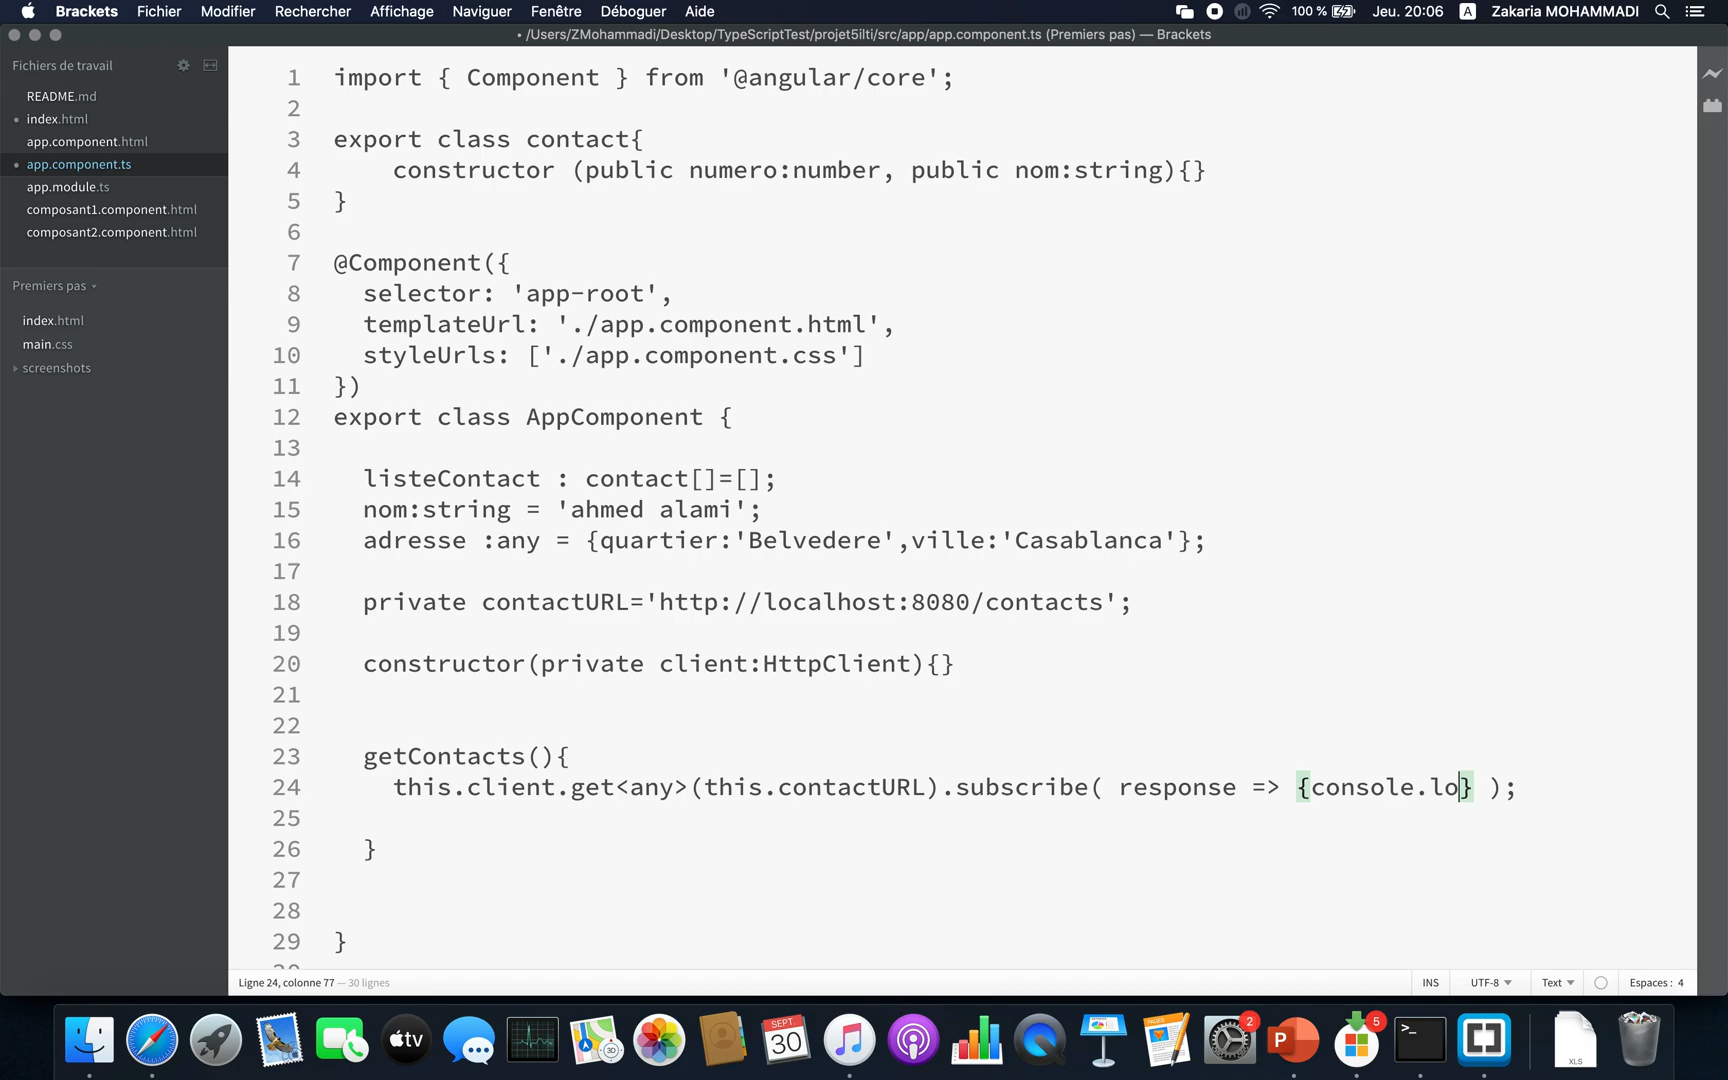 Brackets Fichier Modifier Rechercher Affichage Naviguer Fenêtre Déboguer Aide 100 % Jeu. 20:06 A Zakaria MOHAMMADI
• /Users/ZMohammadi/Desktop/TypeScriptTest/projet5ilti/src/app/app.component.ts (Premiers pas) — Brackets
Fichiers de travail
README.md
• index.html
app.component.html
• app.component.ts
app.module.ts
composant1.component.html
composant2.component.html
Premiers pas
index.html
main.css
screenshots
1 import { Component } from '@angular/core';
2
3 export class contact{
4 constructor (public numero:number, public nom:string){}
5 }
6
7 @Component({
8 selector: 'app-root',
9 templateUrl: './app.component.html',
10 styleUrls: ['./app.component.css']
11 })
12 export class AppComponent {
13
14 listeContact : contact[]=[];
15 nom:string = 'ahmed alami';
16 adresse :any = {quartier:'Belvedere',ville:'Casablanca'};
17
18 private contactURL='http://localhost:8080/contacts';
19
20 constructor(private client:HttpClient){}
21
22
23 getContacts(){
24 this.client.get<any>(this.contactURL).subscribe( response => {console.lo} );
25
26 }
27
28
29 }
30
Ligne 24, colonne 77 — 30 lignes
INS UTF-8 Text Espaces : 4
tv
3D
SEPT.
30
PAGES
2
P
5
>_
XLS